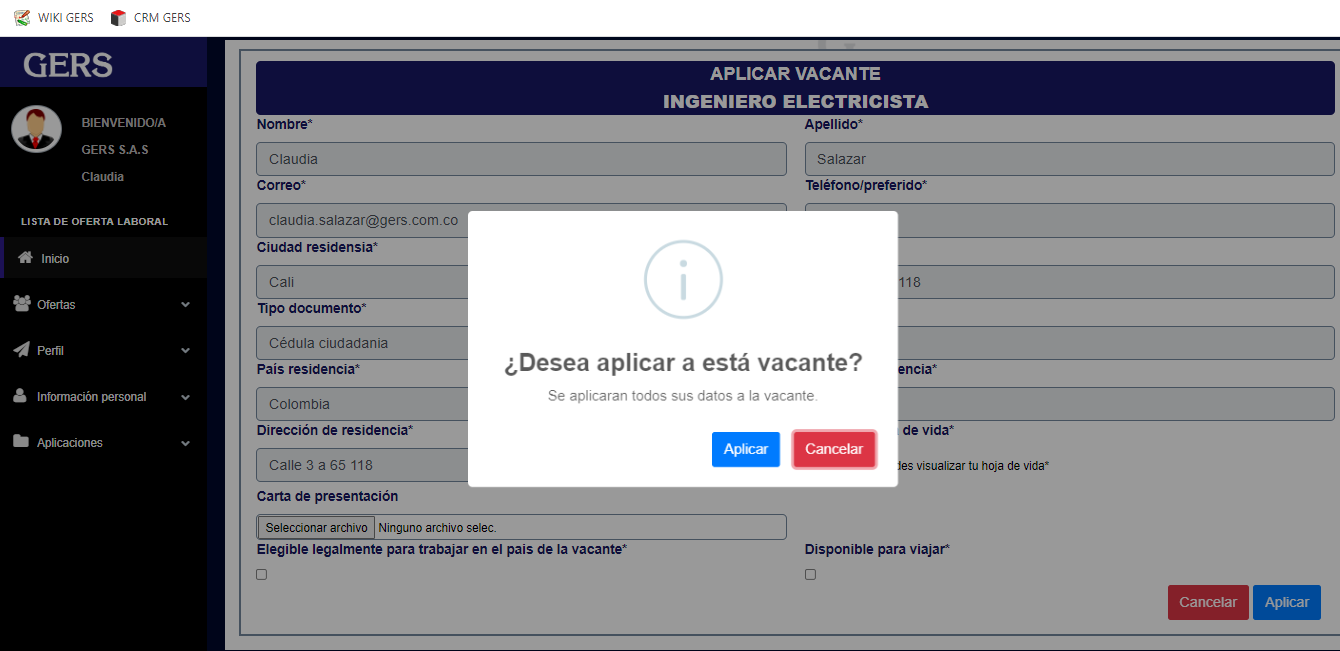 WIKI GERS CRM GERS
GERS
BIENVENIDO/A
GERS S.A.S
Claudia
LISTA DE OFERTA LABORAL
Inicio
Ofertas
Perfil
Información personal
Aplicaciones
APLICAR VACANTE
INGENIERO ELECTRICISTA
Nombre* Apellido*
Claudia Salazar
Correo* Teléfono/preferido*
claudia.salazar@gers.com.co
Ciudad residensia*
Cali 118
Tipo documento*
Cédula ciudadania
País residencia* encia*
Colombia
Dirección de residencia* de vida*
Calle 3 a 65 118 des visualizar tu hoja de vida*
Carta de presentación
Seleccionar archivo Ninguno archivo selec.
Elegible legalmente para trabajar en el pais de la vacante* Disponible para viajar*
Cancelar Aplicar
¿Desea aplicar a está vacante?
Se aplicaran todos sus datos a la vacante.
Aplicar Cancelar